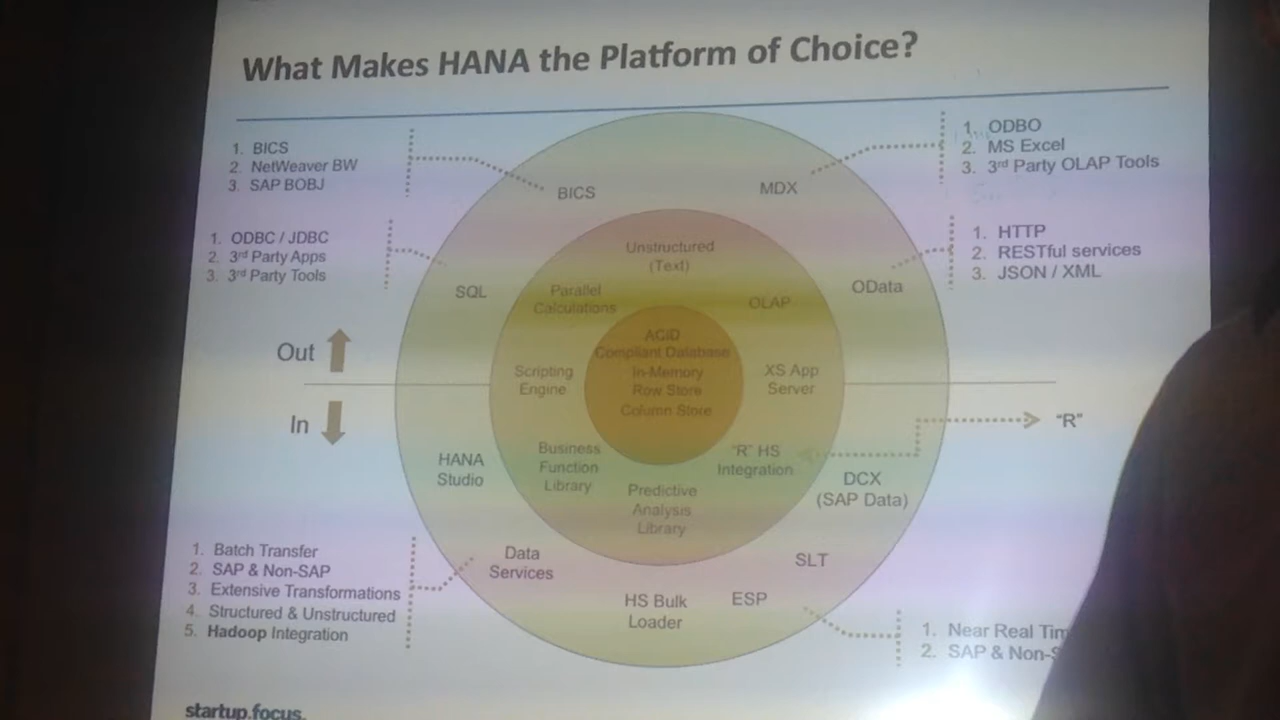 What Makes HANA the Platform of Choice?
1. BICS
2. NetWeaver BW
3. SAP BOBJ
1. ODBO
2. MS Excel
3. 3rd Party OLAP Tools
1. ODBC / JDBC
2. 3rd Party Apps
3. 3rd Party Tools
1. HTTP
2. RESTful services
3. JSON / XML
BICS
MDX
SQL
OData
Unstructured
(Text)
Parallel
Calculations
OLAP
ACID
Compliant Database
In-Memory
Row Store
Column Store
Scripting
Engine
XS App
Server
Out
In
"R"
Business
Function
Library
"R" HS
Integration
Predictive
Analysis
Library
HANA
Studio
DCX
(SAP Data)
Data
Services
SLT
HS Bulk
Loader
ESP
1. Batch Transfer
2. SAP & Non-SAP
3. Extensive Transformations
4. Structured & Unstructured
5. Hadoop Integration
1. Near Real Tim
2. SAP & Non-S
startup.focus.